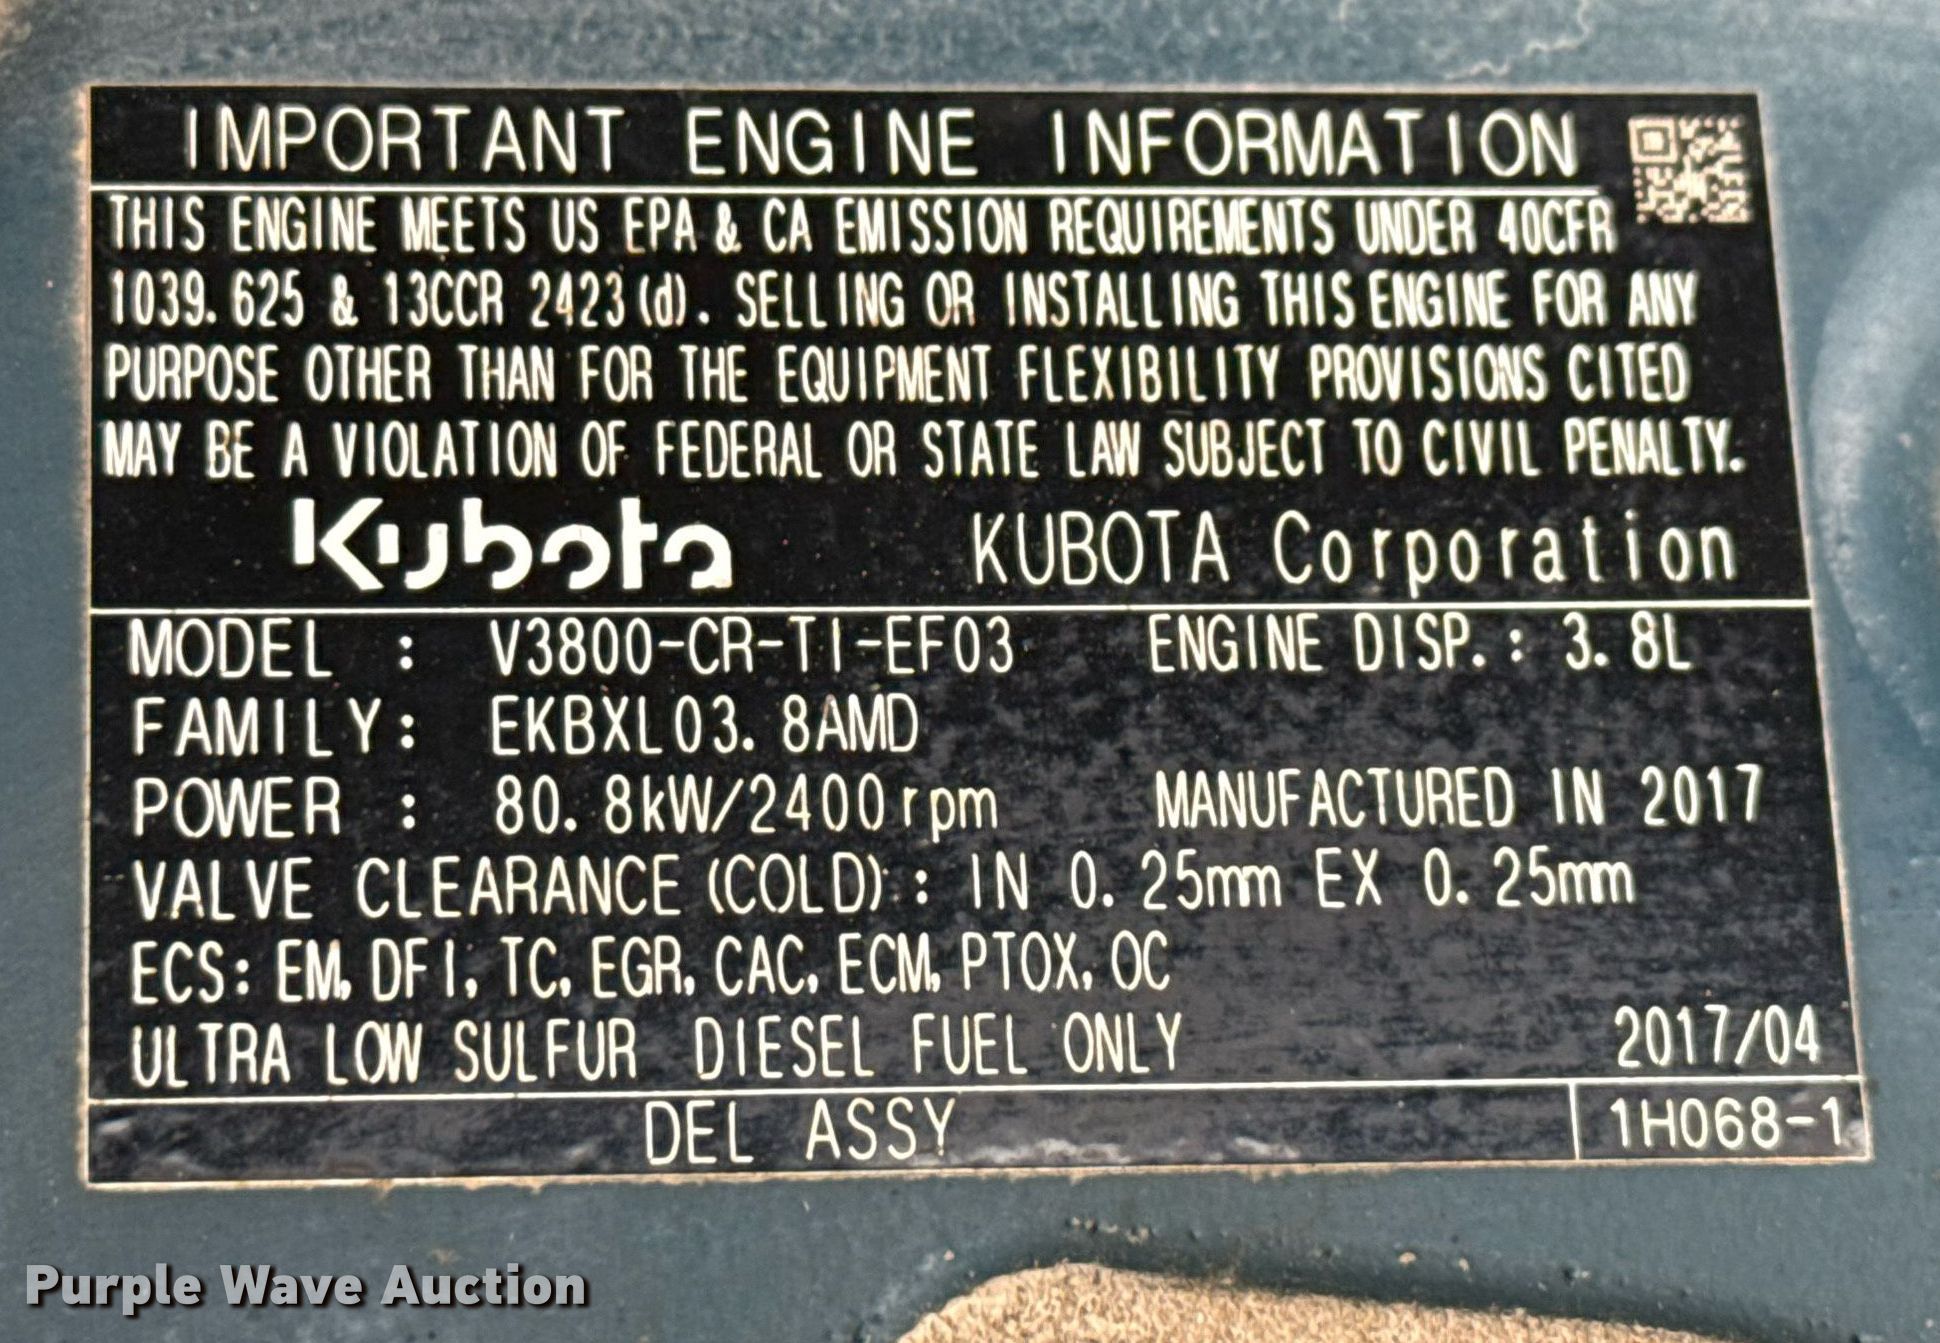 IMPORTANT ENGINE INFORMATION
THIS ENGINE MEETS US EPA & CA EMISSION REQUIREMENTS UNDER 40CFR
1039.625 & 13CCR 2423(d). SELLING OR INSTALLING THIS ENGINE FOR ANY
PURPOSE OTHER THAN FOR THE EQUIPMENT FLEXIBILITY PROVISIONS CITED
MAY BE A VIOLATION OF FEDERAL OR STATE LAW SUBJECT TO CIVIL PENALTY.
Kubota KUBOTA Corporation
MODEL : V3800-CR-TI-EF03 ENGINE DISP.: 3.8L
FAMILY: EKBXL03.8AMD
POWER : 80.8kW/2400rpm MANUFACTURED IN 2017
VALVE CLEARANCE(COLD): IN 0.25mm EX 0.25mm
ECS: EM, DFI, TC, EGR, CAC, ECM, PTOX, OC
ULTRA LOW SULFUR DIESEL FUEL ONLY 2017/04
DEL ASSY 1H068-1
Purple Wave Auction